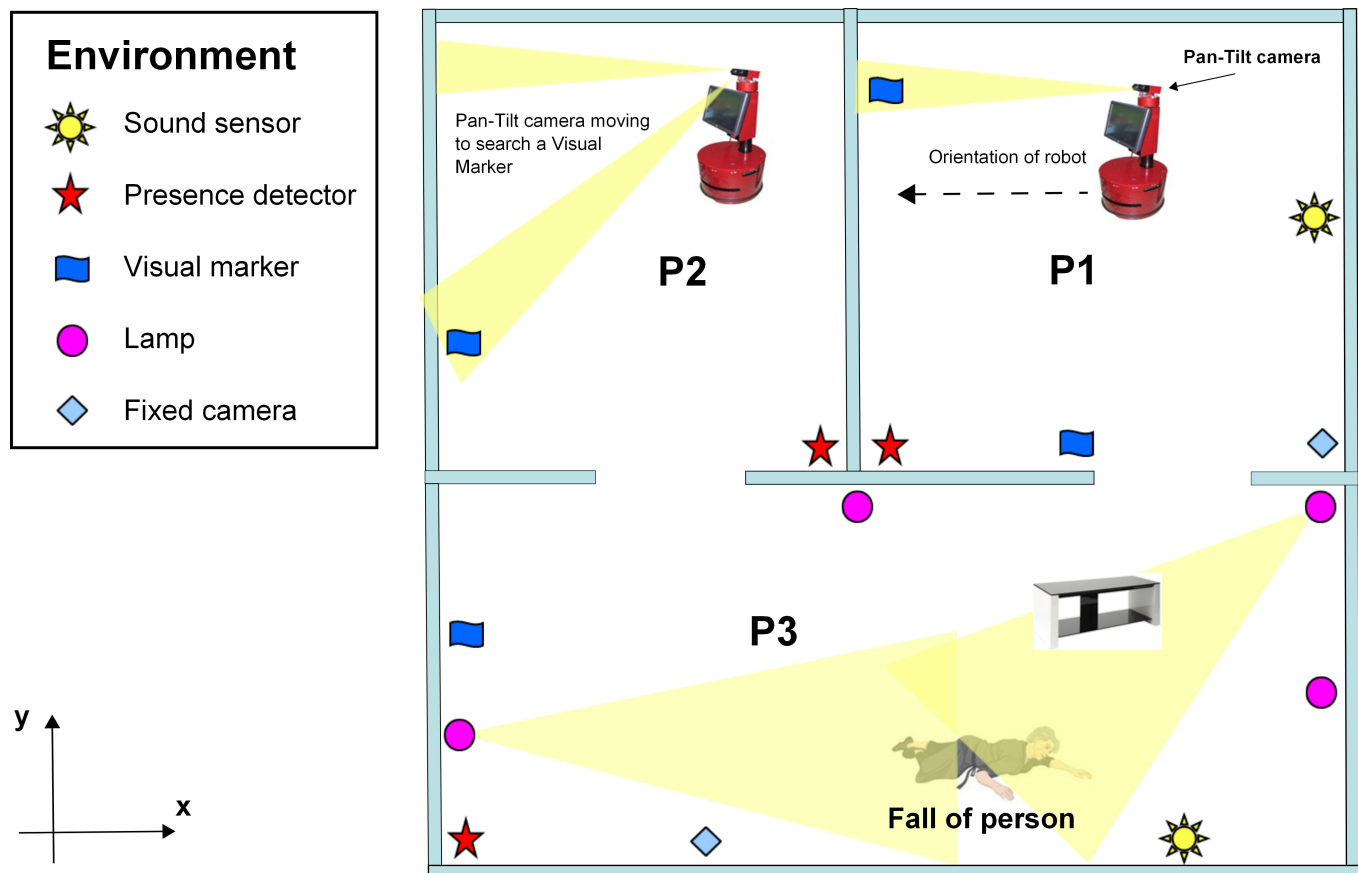 Environment
Sound sensor
Presence detector
Visual marker
Lamp
Fixed camera
Pan-Tilt camera moving
to search a Visual
Marker
Pan-Tilt camera
Orientation of robot
P2
P1
P3
Fall of person
y
x